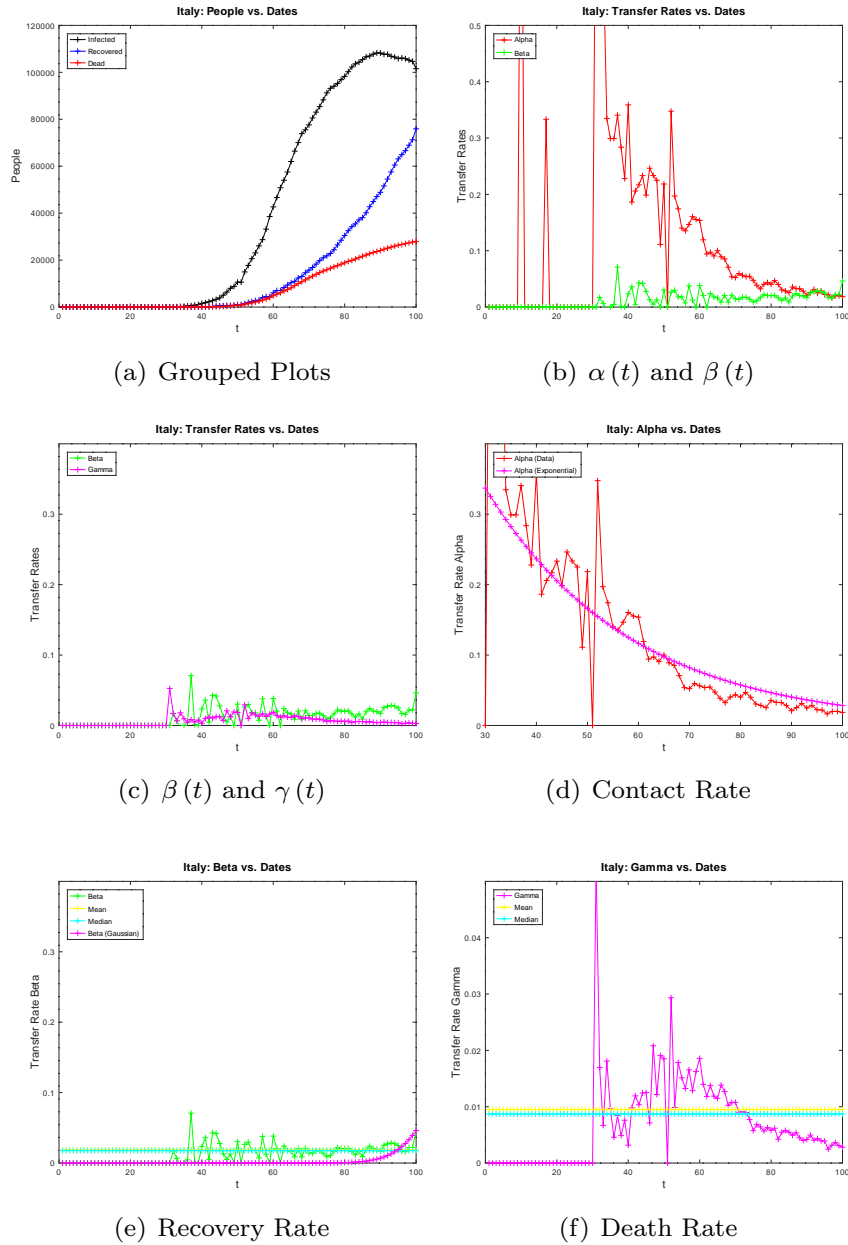 Italy: People vs. Dates
120000
100000
80000
60000
40000
20000
0
People
Infected
Recovered
Dead
0 20 40 60 80 100
t
(a) Grouped Plots
Italy: Transfer Rates vs. Dates
0.5
0.4
0.3
0.2
0.1
0
Transfer Rates
Alpha
Beta
0 20 40 60 80 100
t
(b) α (t) and β (t)
Italy: Transfer Rates vs. Dates
0.3
0.2
0.1
0
Transfer Rates
Beta
Gamma
0 20 40 60 80 100
t
(c) β (t) and γ (t)
Italy: Alpha vs. Dates
0.3
0.2
0.1
0
Transfer Rate Alpha
Alpha (Data)
Alpha (Exponential)
30 40 50 60 70 80 90 100
t
(d) Contact Rate
Italy: Beta vs. Dates
0.3
0.2
0.1
0
Transfer Rate Beta
Beta
Mean
Median
Beta (Gaussian)
0 20 40 60 80 100
t
(e) Recovery Rate
Italy: Gamma vs. Dates
0.04
0.03
0.02
0.01
0
Transfer Rate Gamma
Gamma
Mean
Median
0 20 40 60 80 100
t
(f) Death Rate